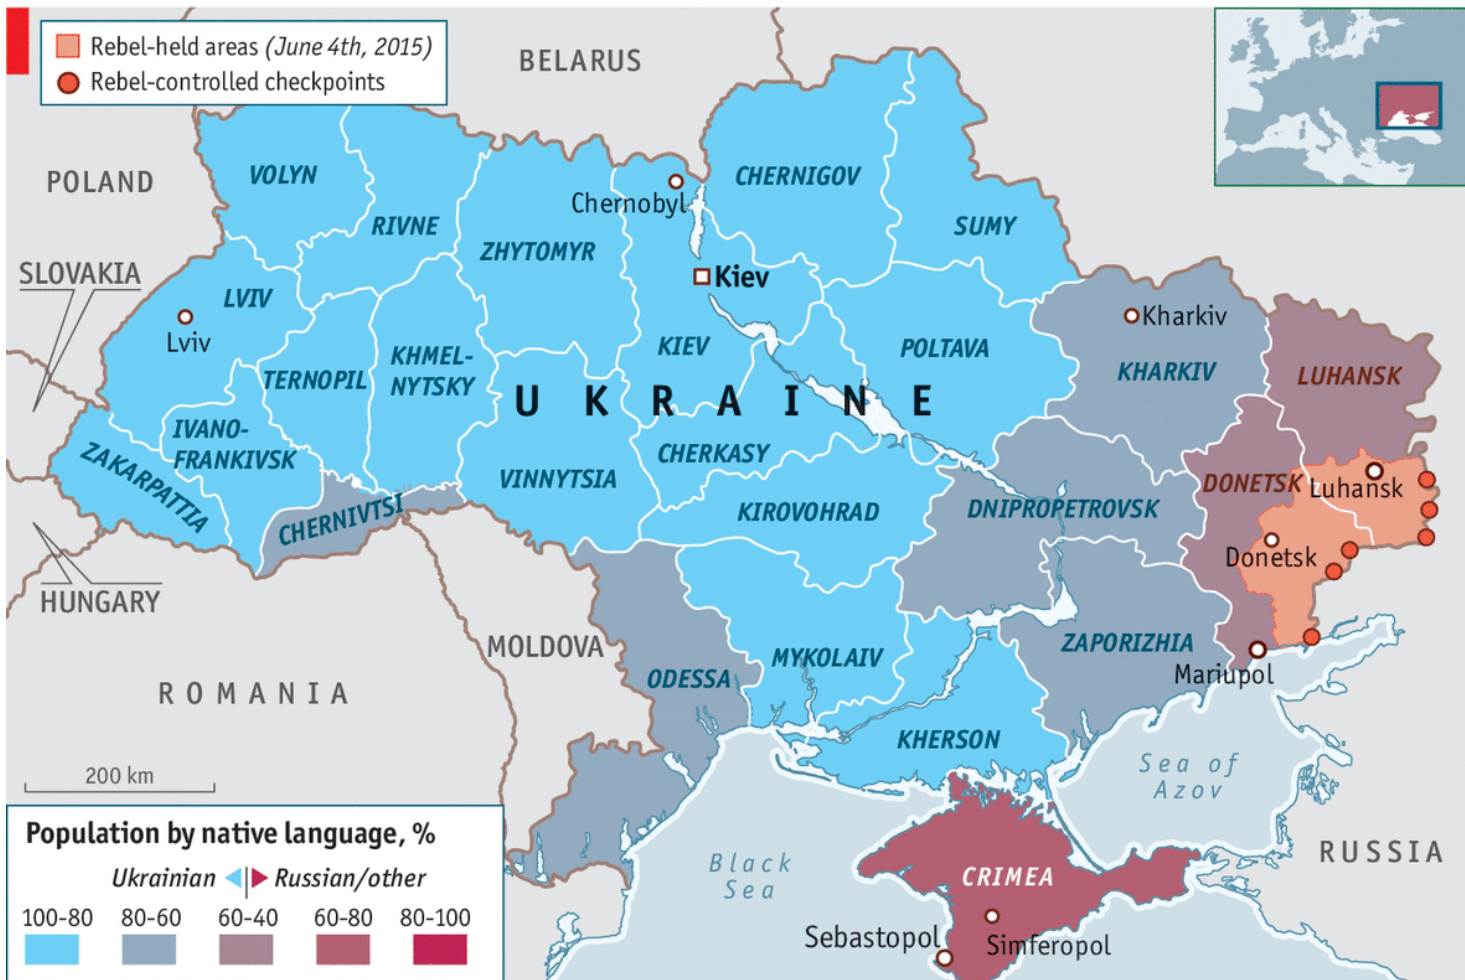 Rebel-held areas (June 4th, 2015)
Rebel-controlled checkpoints
BELARUS
POLAND
SLOVAKIA
HUNGARY
ROMANIA
MOLDOVA
RUSSIA
VOLYN
RIVNE
ZHYTOMYR
Chernobyl
CHERNIGOV
SUMY
Kiev
LVIV
Lviv
TERNOPIL
KHMEL-
NYTSKY
KIEV
POLTAVA
Kharkiv
KHARKIV
LUHANSK
UKRAINE
IVANO-
FRANKIVSK
ZAKARPATTIA
CHERNIVTSI
VINNYTSIA
CHERKASY
KIROVOHRAD
DNIPROPETROVSK
DONETSK
Luhansk
Donetsk
ODESSA
MYKOLAIV
ZAPORIZHIA
Mariupol
KHERSON
Sea of
Azov
Black
Sea
CRIMEA
Sebastopol
Simferopol
200 km
Population by native language, %
Ukrainian Russian/other
100-80 80-60 60-40 60-80 80-100